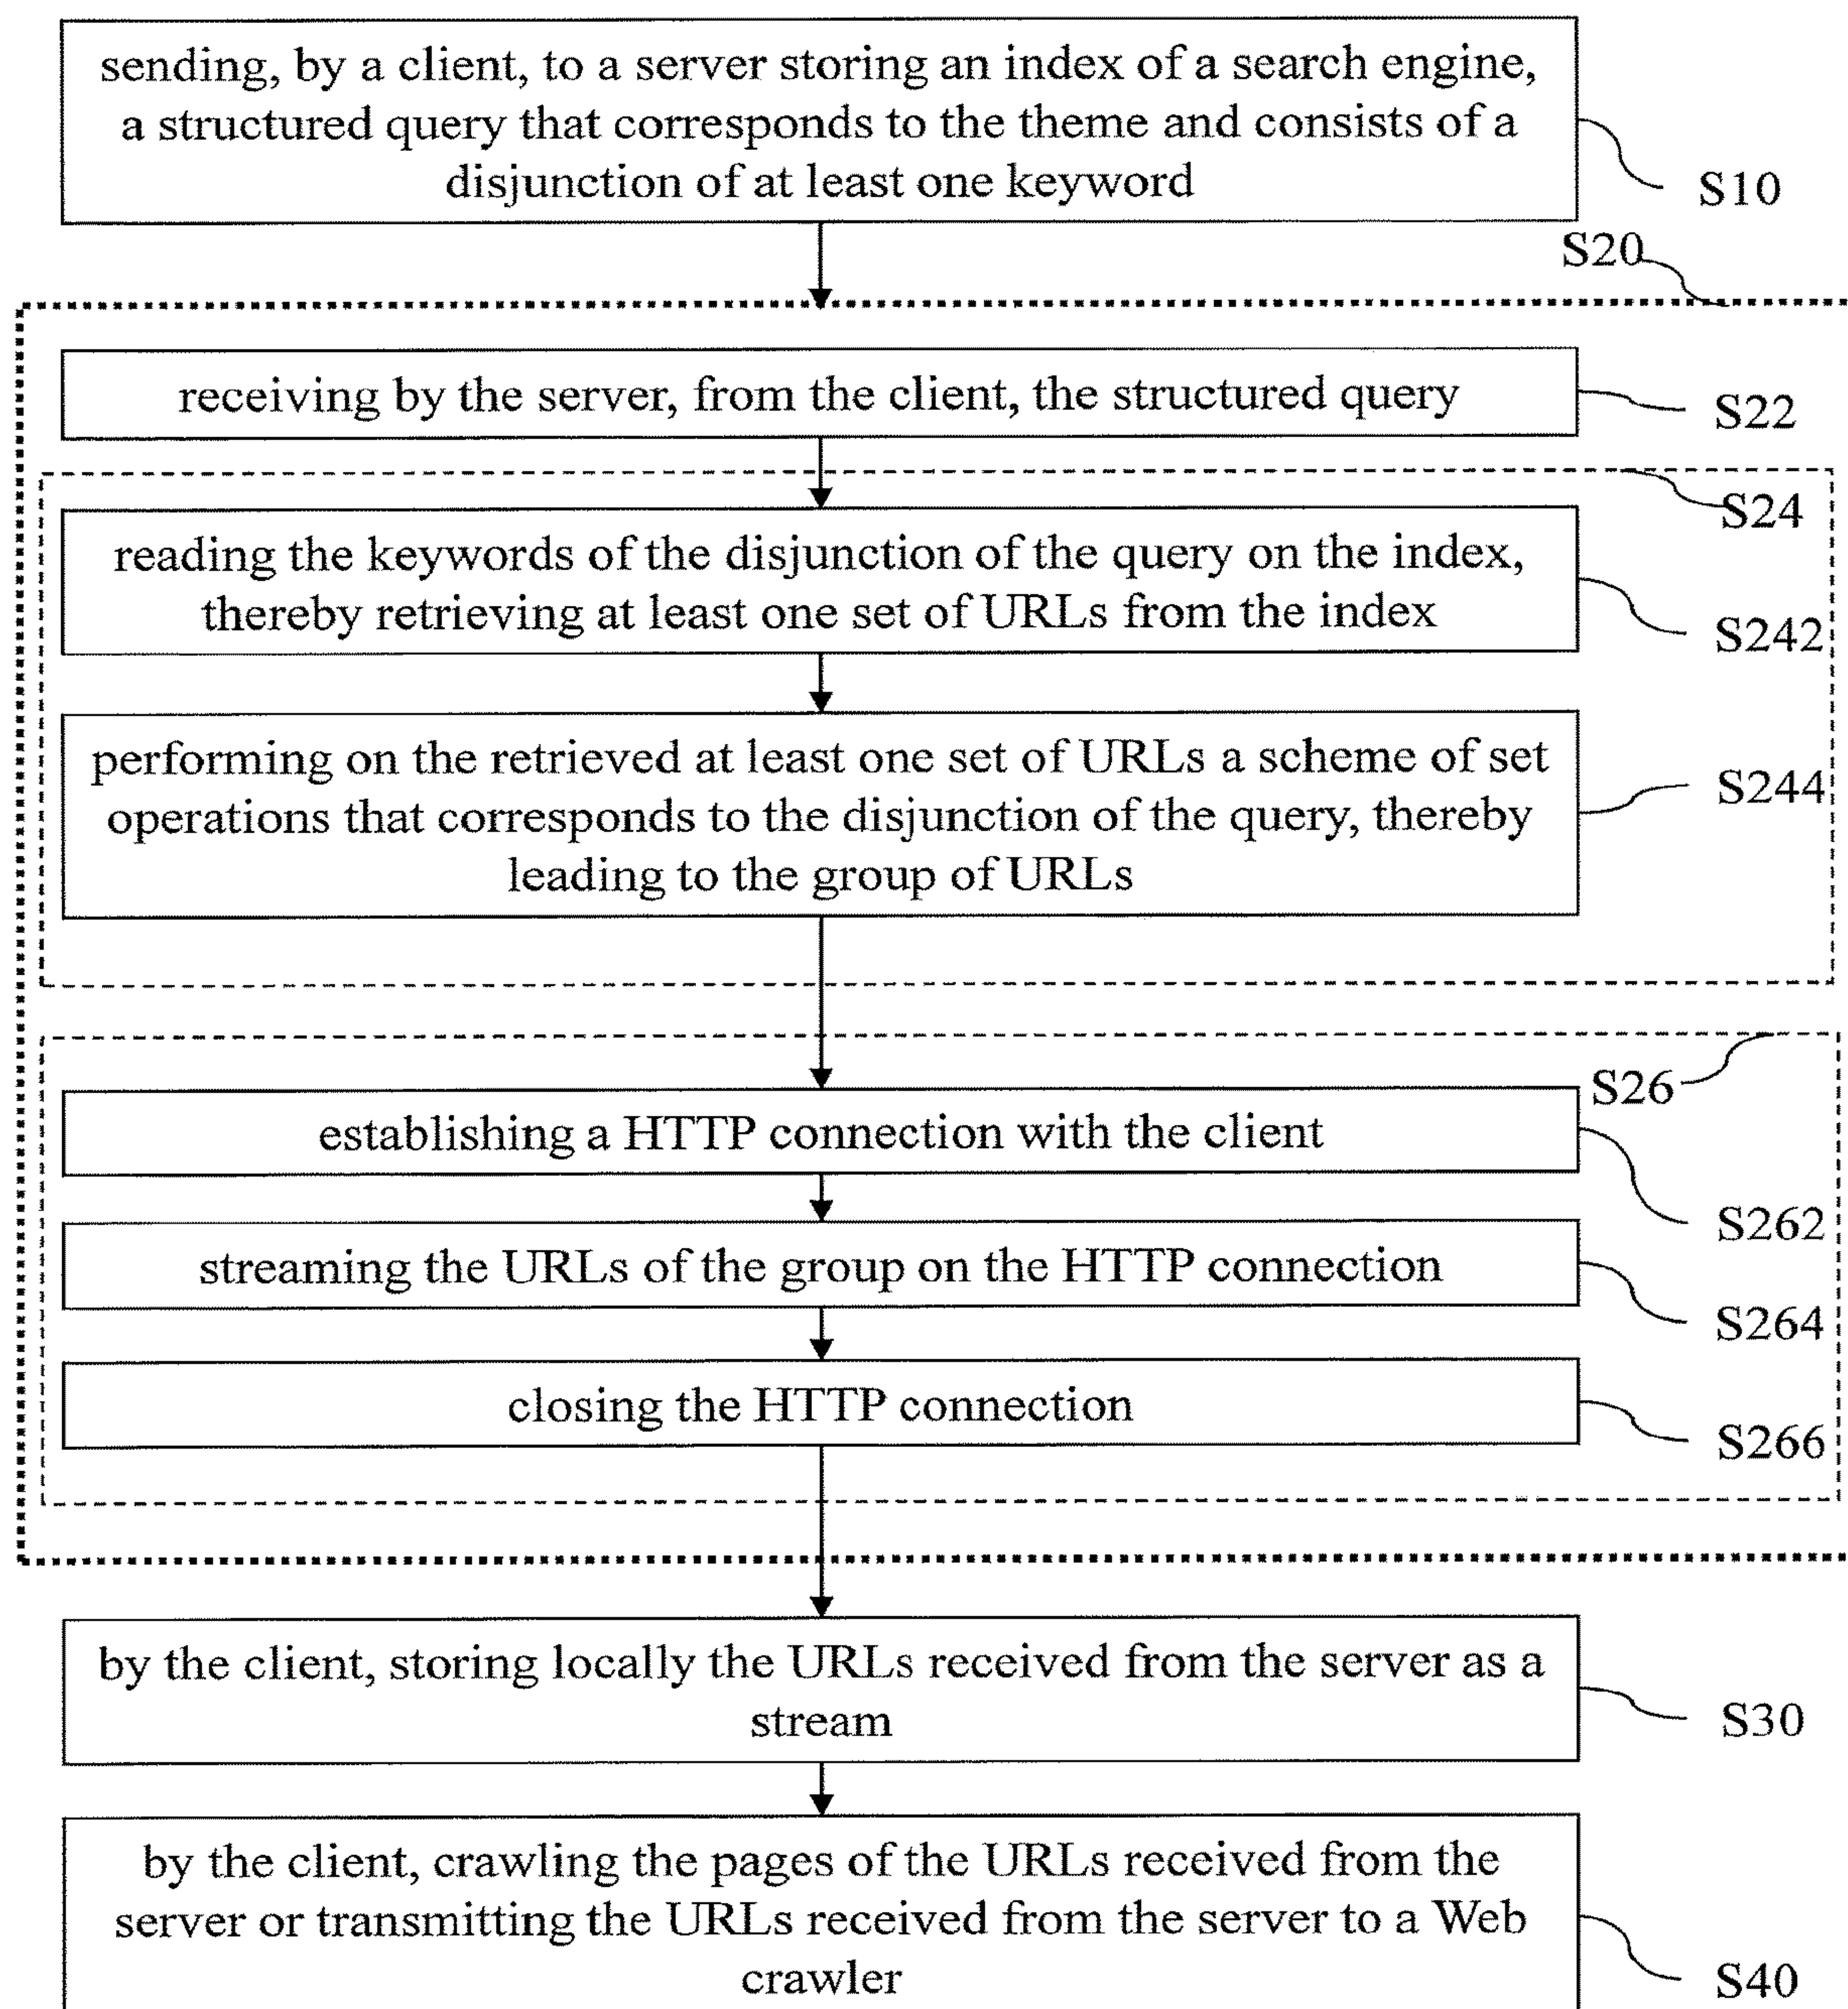 sending, by a client, to a server storing an index of a search engine,
a structured query that corresponds to the theme and consists of a
disjunction of at least one keyword
S10
S20
receiving by the server, from the client, the structured query
S22
S24
reading the keywords of the disjunction of the query on the index,
thereby retrieving at least one set of URLs from the index
S242
performing on the retrieved at least one set of URLs a scheme of set
operations that corresponds to the disjunction of the query, thereby
leading to the group of URLs
S244
S26
establishing a HTTP connection with the client
S262
streaming the URLs of the group on the HTTP connection
S264
closing the HTTP connection
S266
by the client, storing locally the URLs received from the server as a
stream
S30
by the client, crawling the pages of the URLs received from the
server or transmitting the URLs received from the server to a Web
crawler
S40